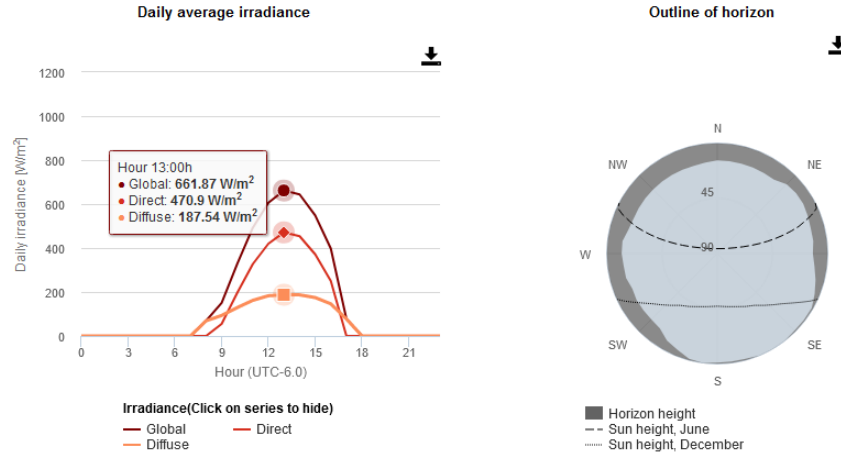 Daily average irradiance
1200
1000
800
600
400
200
0
Daily irradiance [W/m²]
Hour 13:00h
● Global: 661.87 W/m²
● Direct: 470.9 W/m²
● Diffuse: 187.54 W/m²
0 3 6 9 12 15 18 21
Hour (UTC-6.0)
Irradiance(Click on series to hide)
Global Direct
Diffuse
Outline of horizon
N
NW NE
45
W 90
SW SE
S
Horizon height
Sun height, June
Sun height, December